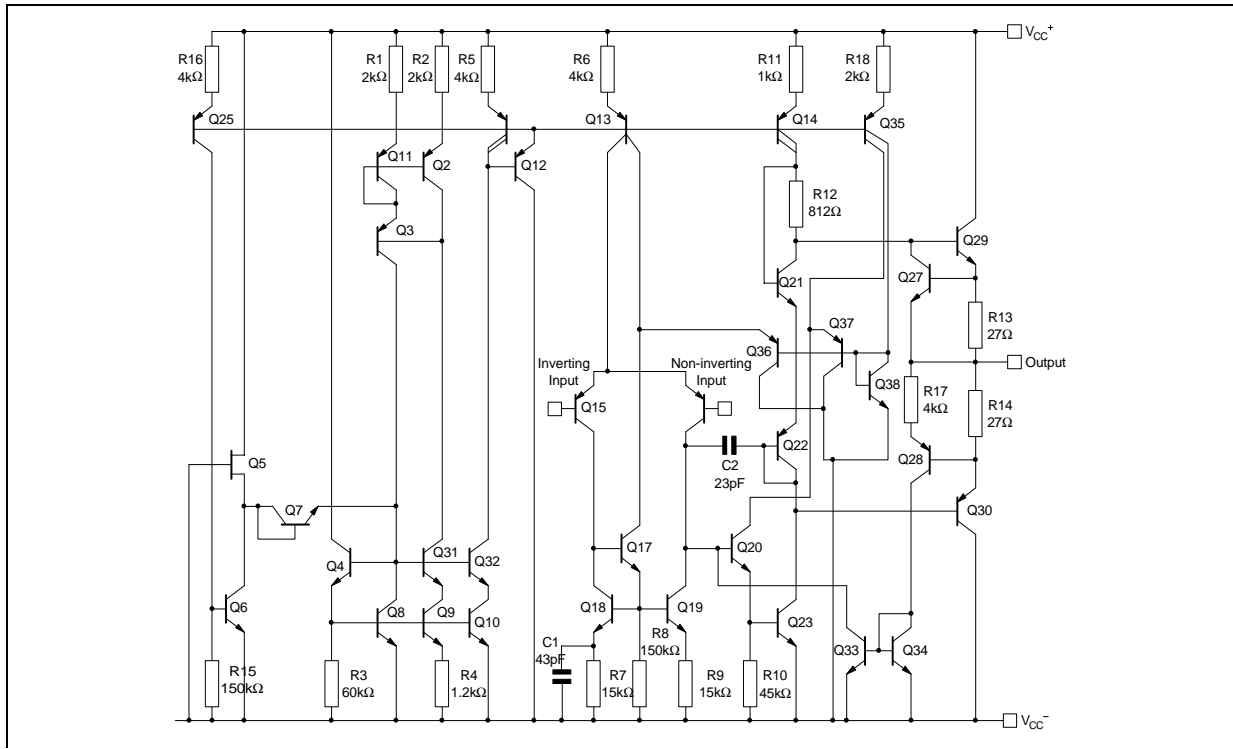 VCC+
R16
4kΩ
R1
2kΩ
R2
2kΩ
R5
4kΩ
R6
4kΩ
R11
1kΩ
R18
2kΩ
Q25
Q13
Q14
Q35
Q11
Q2
Q12
R12
812Ω
Q3
Q29
Q27
Q21
R13
27Ω
Q37
Q36
Inverting
Input
Non-inverting
Input
Output
Q38
Q15
R17
4kΩ
R14
27Ω
Q22
Q5
C2
23pF
Q28
Q7
Q30
Q31
Q32
Q17
Q20
Q4
Q6
Q8
Q9
Q10
Q18
Q19
Q23
C1
43pF
R8
150kΩ
Q33
Q34
R15
150kΩ
R3
60kΩ
R4
1.2kΩ
R7
15kΩ
R9
15kΩ
R10
45kΩ
VCC−